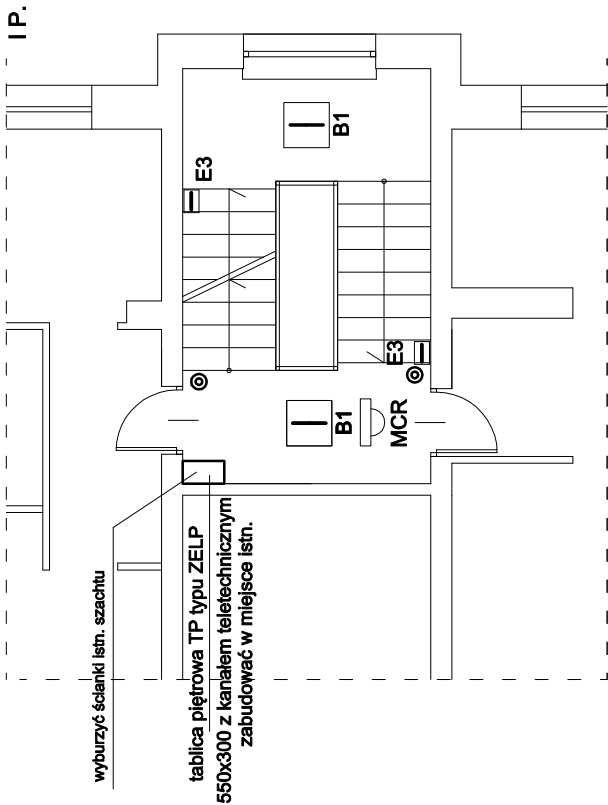 I P.
B1
E3
E3
B1
MCR
wyburzyć ścianki istn. szachtu
tablica piętrowa TP typu ZELP
550x300 z kanałem teletechnicznym
zabudować w miejsce istn.